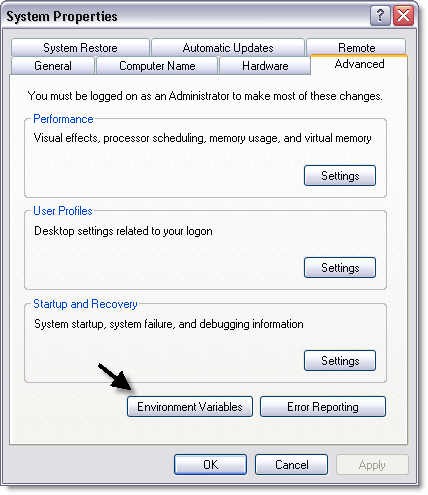 System Properties
System Restore
Automatic Updates
Remote
General
Computer Name
Hardware
Advanced
You must be logged on as an Administrator to make most of these changes.
Performance
Visual effects, processor scheduling, memory usage, and virtual memory
Settings
User Profiles
Desktop settings related to your logon
Settings
Startup and Recovery
System startup, system failure, and debugging information
Settings
Environment Variables
Error Reporting
OK
Cancel
Apply